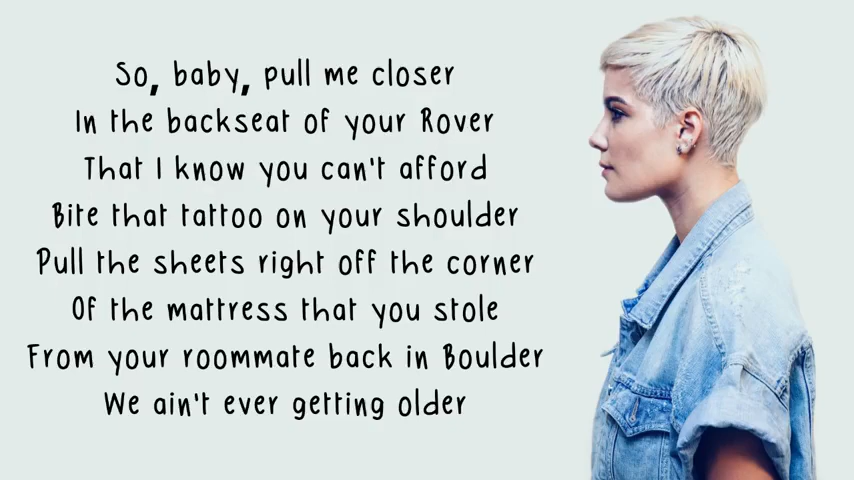 So, baby, pull me closer
In the backseat of your Rover
That I know you can't afford
Bite that tattoo on your shoulder
Pull the sheets right off the corner
Of the mattress that you stole
From your roommate back in Boulder
We ain't ever getting older